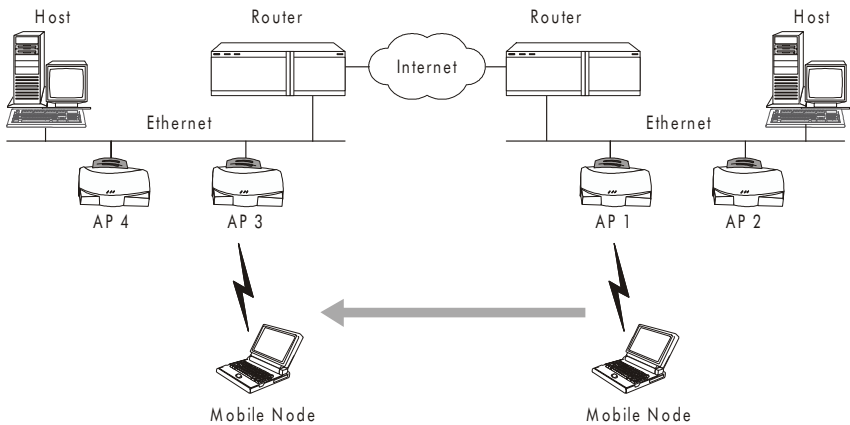 Host
Router
Router
Host
Internet
Ethernet
Ethernet
AP 4
AP 3
AP 1
AP 2
Mobile Node
Mobile Node